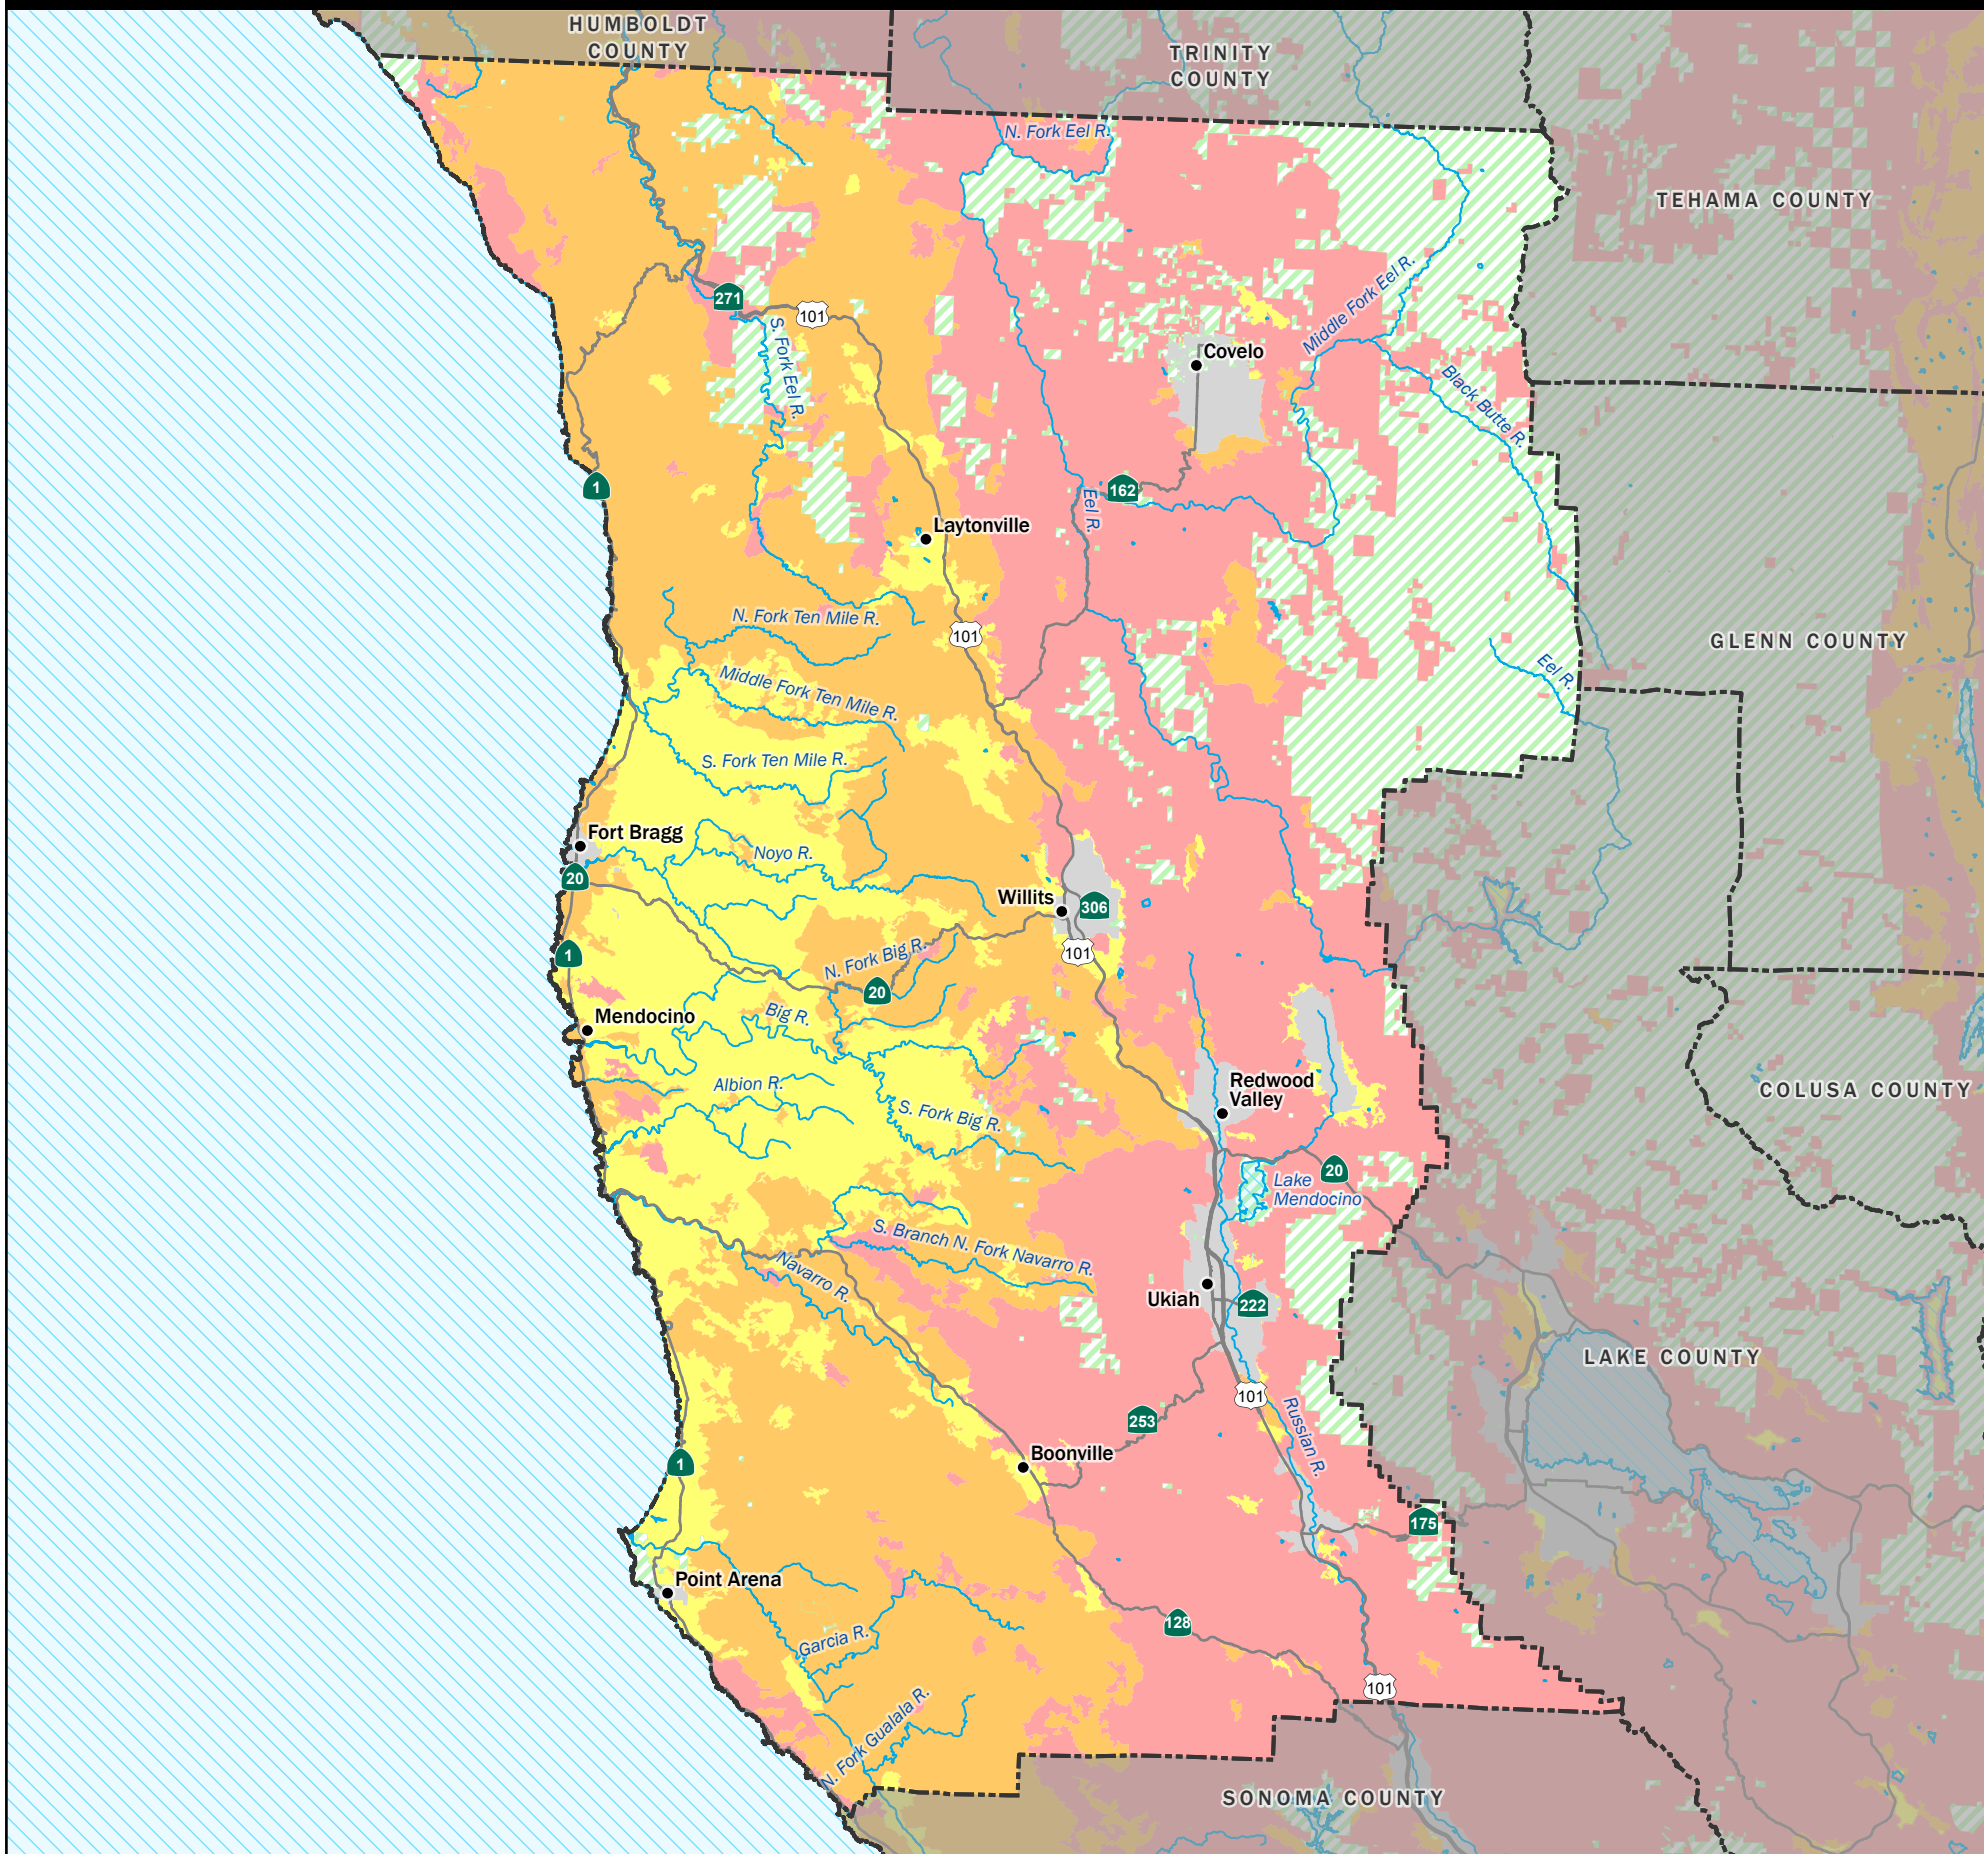 HUMBOLDT
COUNTY
TRINITY
COUNTY
N. Fork Eel R.
TEHAMA COUNTY
271
101
S. Fork Eel R.
Middle Fork Eel R.
Covelo
Black Butte R.
1
162
Eel R.
Laytonville
N. Fork Ten Mile R.
101
GLENN COUNTY
Eel R.
Middle Fork Ten Mile R.
S. Fork Ten Mile R.
Fort Bragg
Noyo R.
20
Willits
306
1
N. Fork Big R.
101
20
Mendocino
Big R.
Redwood
Valley
Albion R.
COLUSA COUNTY
S. Fork Big R.
20
Lake
Mendocino
S. Branch N. Fork Navarro R.
Navarro R.
Ukiah
222
LAKE COUNTY
101
253
Russian R.
Boonville
1
175
Point Arena
128
Garcia R.
101
N. Fork Gualala R.
SONOMA COUNTY